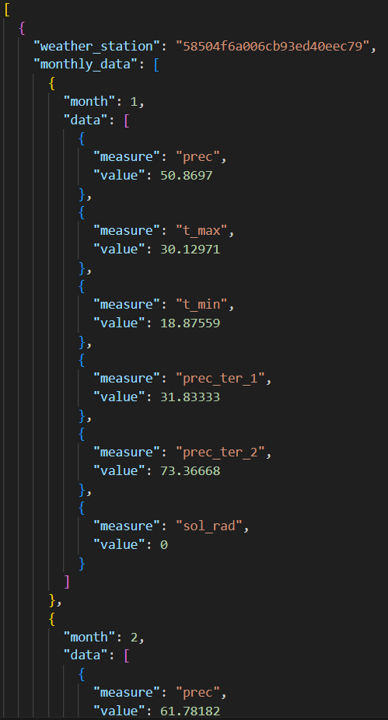 [
  {
    "weather_station": "58504f6a006cb93ed40eec79",
    "monthly_data": [
      {
        "month": 1,
        "data": [
          {
            "measure": "prec",
            "value": 50.8697
          },
          {
            "measure": "t_max",
            "value": 30.12971
          },
          {
            "measure": "t_min",
            "value": 18.87559
          },
          {
            "measure": "prec_ter_1",
            "value": 31.83333
          },
          {
            "measure": "prec_ter_2",
            "value": 73.36668
          },
          {
            "measure": "sol_rad",
            "value": 0
          }
        ]
      },
      {
        "month": 2,
        "data": [
          {
            "measure": "prec",
            "value": 61.78182